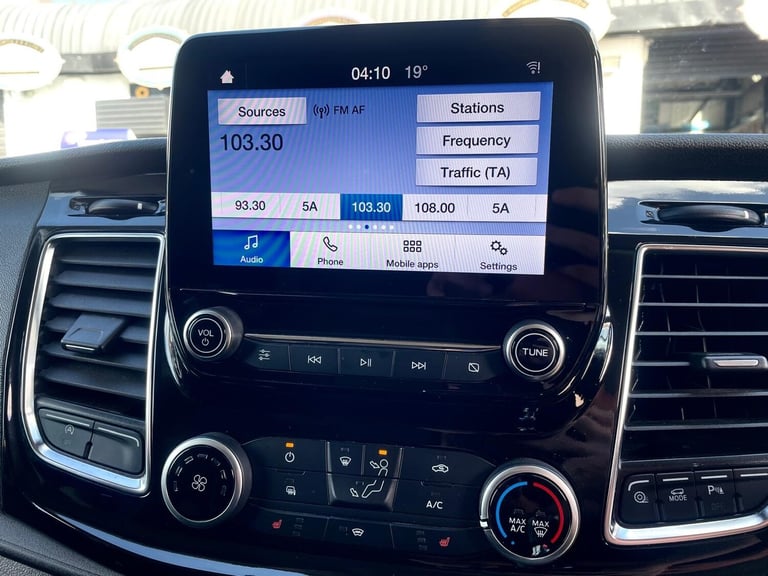 04:10 19°
Sources FM AF Stations
103.30 Frequency
Traffic (TA)
93.30 5A 103.30 108.00 5A
Audio Phone Mobile apps Settings
VOL TUNE
A/C
MAX A/C MAX
MODE P